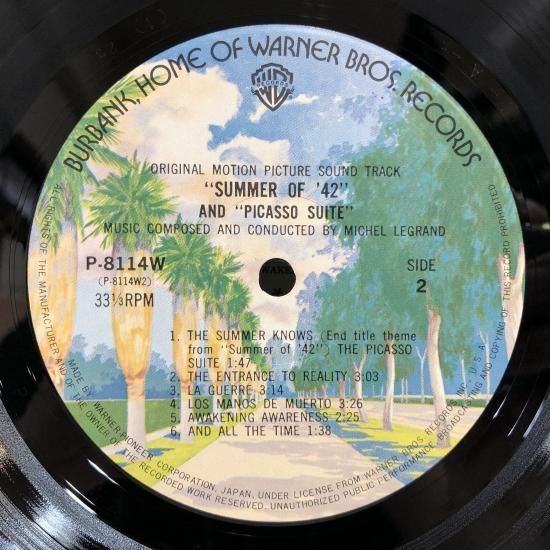 BURBANK, HOME OF WARNER BROS. RECORDS
ORIGINAL MOTION PICTURE SOUND TRACK
"SUMMER OF '42"
AND "PICASSO SUITE"
MUSIC COMPOSED AND CONDUCTED BY MICHEL LEGRAND
P-8114W
(P-8114W2)
33⅓RPM
SIDE
2
1. THE SUMMER KNOWS (End title theme
from "Summer of '42") THE PICASSO
SUITE 1:47
2. THE ENTRANCE TO REALITY 3:03
3. LA GUERRE 3:14
4. LOS MANOS DE MUERTO 3:26
5. AWAKENING AWARENESS 2:25
6. AND ALL THE TIME 1:38
ALL RIGHTS OF THE MANUFACTURER AND OF THE OWNER OF THE RECORDED WORK RESERVED. UNAUTHORIZED PUBLIC PERFORMANCE, BROADCASTING AND COPYING OF THIS RECORD PROHIBITED.
MADE BY WARNER-PIONEER CORPORATION, JAPAN, UNDER LICENSE FROM WARNER BROS RECORDS INC. U.S.A.